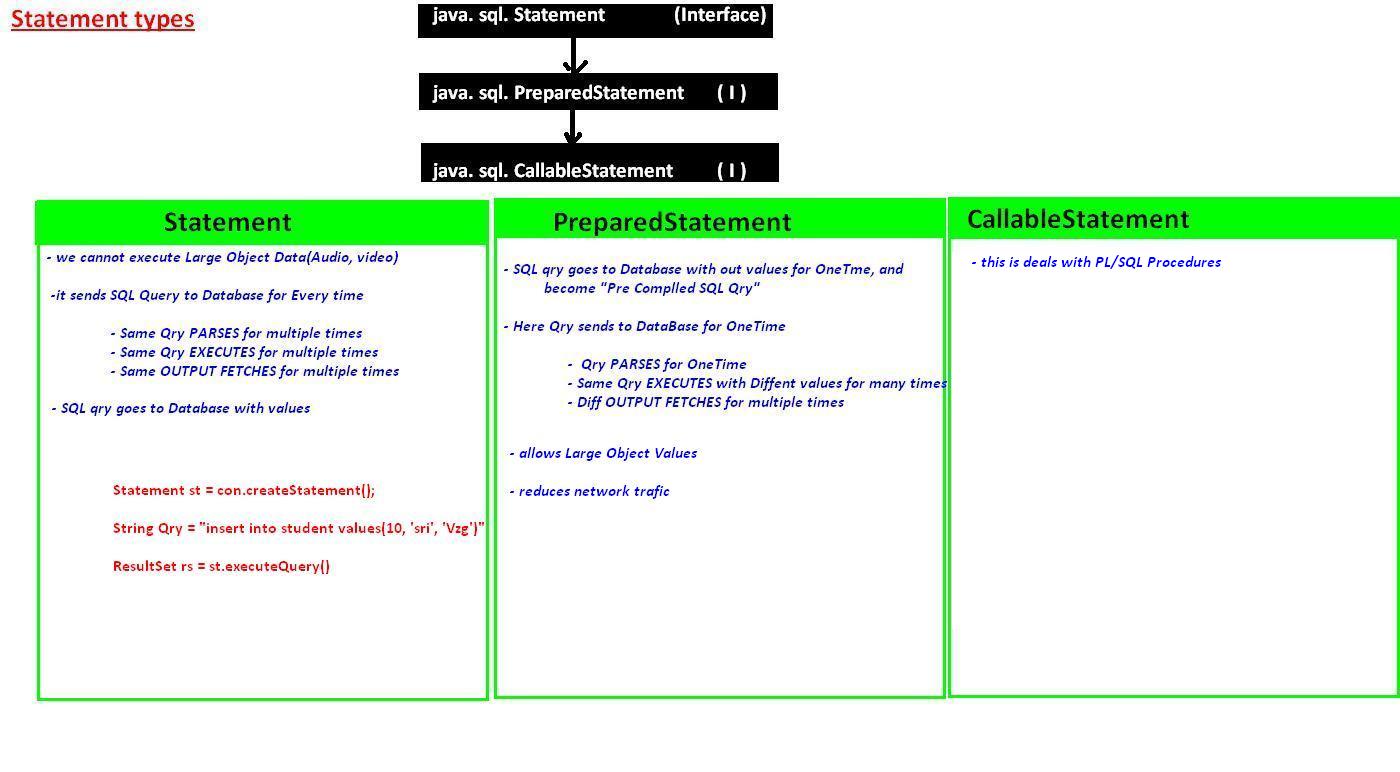 Statement types
java. sql. Statement (Interface)
java. sql. PreparedStatement ( I )
java. sql. CallableStatement ( I )
Statement
- we cannot execute Large Object Data(Audio, video)
-it sends SQL Query to Database for Every time
- Same Qry PARSES for multiple times
- Same Qry EXECUTES for multiple times
- Same OUTPUT FETCHES for multiple times
- SQL qry goes to Database with values
Statement st = con.createStatement();
String Qry = "insert into student values(10, 'sri', 'Vzg')"
ResultSet rs = st.executeQuery()
PreparedStatement
- SQL qry goes to Database with out values for OneTme, and
become "Pre Complled SQL Qry"
- Here Qry sends to DataBase for OneTime
- Qry PARSES for OneTime
- Same Qry EXECUTES with Diffent values for many times
- Diff OUTPUT FETCHES for multiple times
- allows Large Object Values
- reduces network trafic
CallableStatement
- this is deals with PL/SQL Procedures